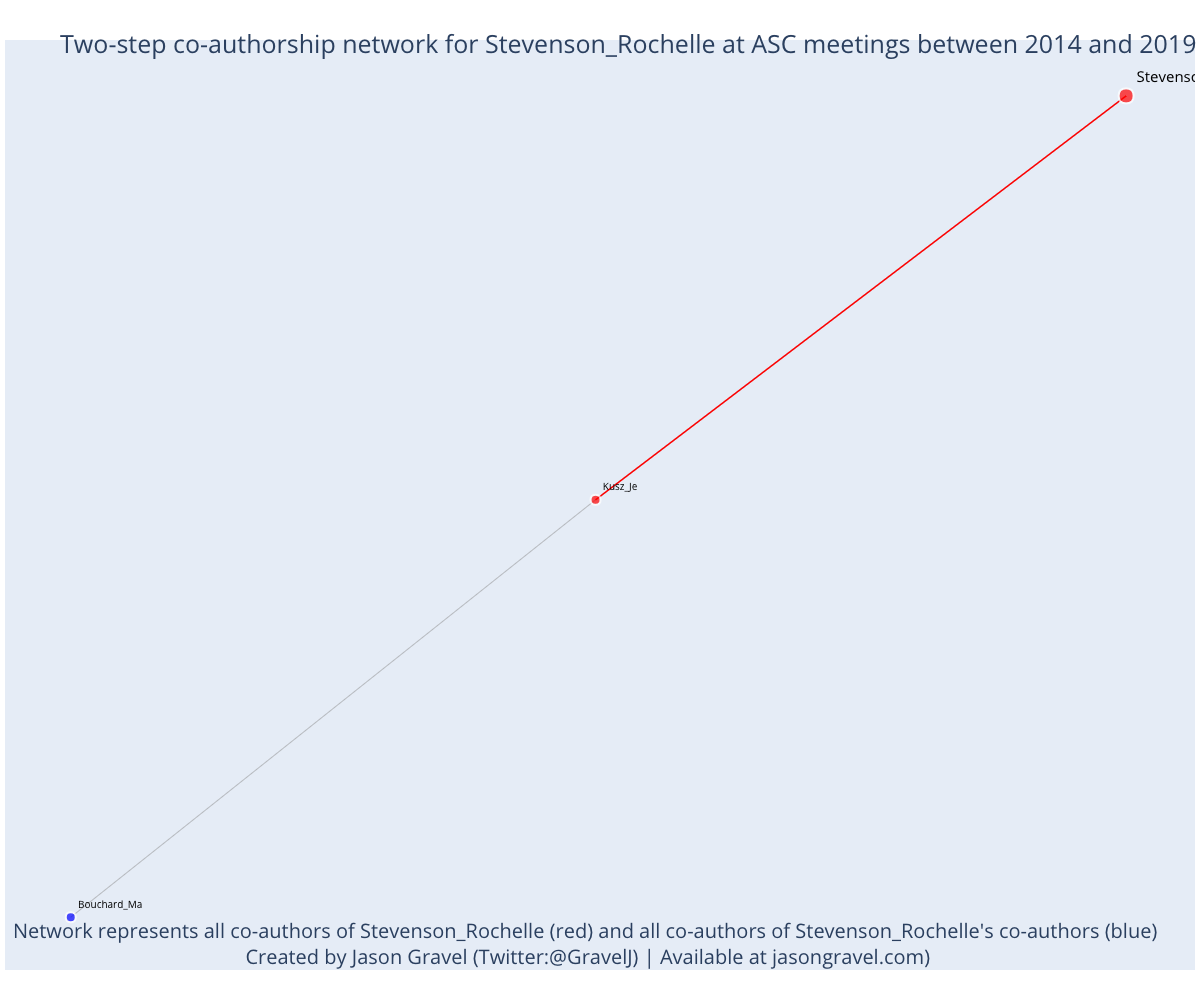 Two-step co-authorship network for Stevenson_Rochelle at ASC meetings between 2014 and 2019
Stevenso
Kusz_Je
Bouchard_Ma
Network represents all co-authors of Stevenson_Rochelle (red) and all co-authors of Stevenson_Rochelle's co-authors (blue)
Created by Jason Gravel (Twitter:@GravelJ) | Available at jasongravel.com)